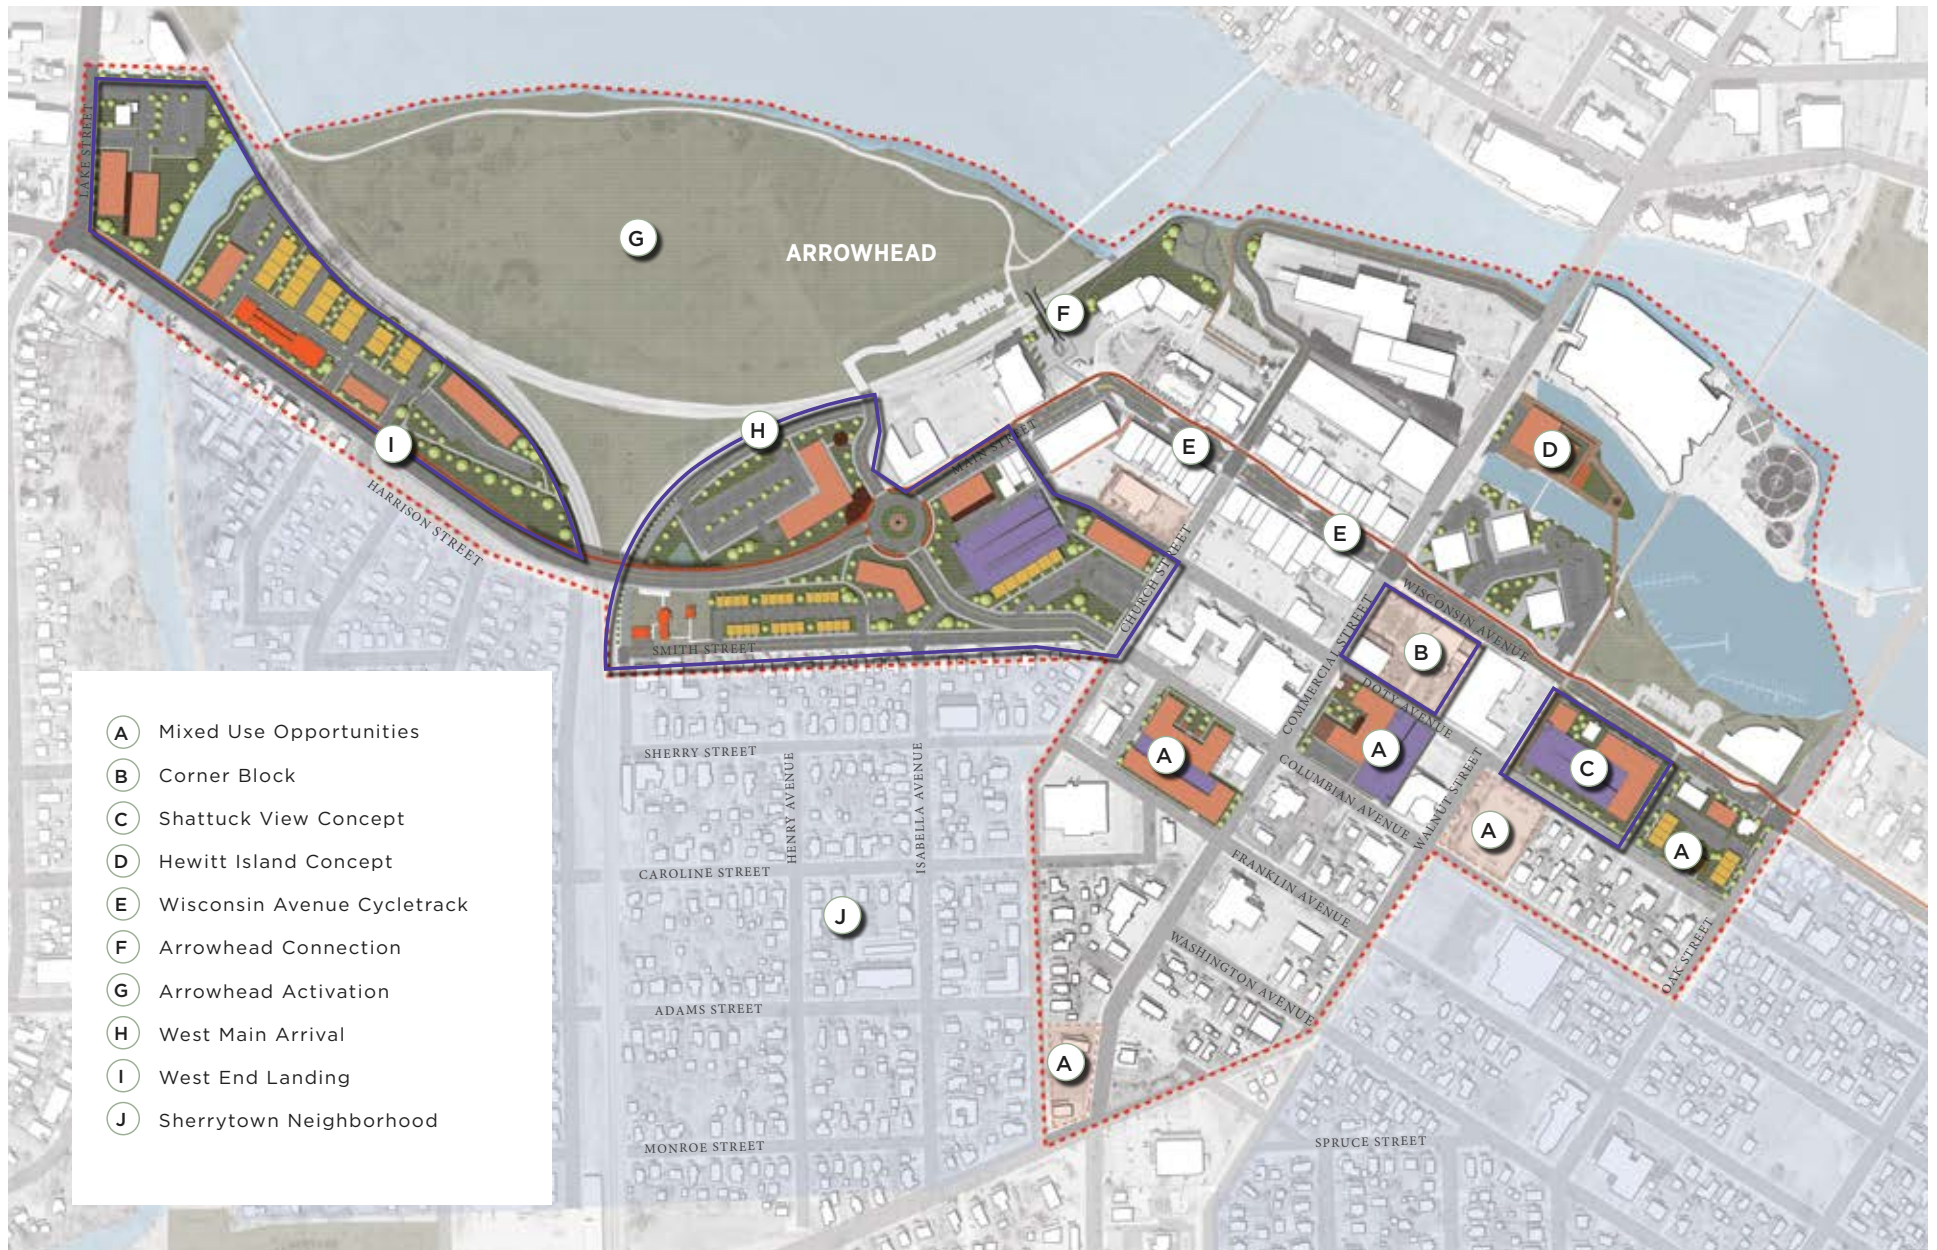 LAKE STREET
G
ARROWHEAD
F
I
H
E
D
E
HARRISON STREET
MAIN STREET
CHURCH STREET
SMITH STREET
COMMERCIAL STREET
WISCONSIN AVENUE
B
DOTY AVENUE
A
A
C
SHERRY STREET
HENRY AVENUE
ISABELLA AVENUE
COLUMBIAN AVENUE
WALNUT STREET
A
A
CAROLINE STREET
FRANKLIN AVENUE
J
WASHINGTON AVENUE
OAK STREET
ADAMS STREET
A
MONROE STREET
SPRUCE STREET
A Mixed Use Opportunities
B Corner Block
C Shattuck View Concept
D Hewitt Island Concept
E Wisconsin Avenue Cycletrack
F Arrowhead Connection
G Arrowhead Activation
H West Main Arrival
I West End Landing
J Sherrytown Neighborhood